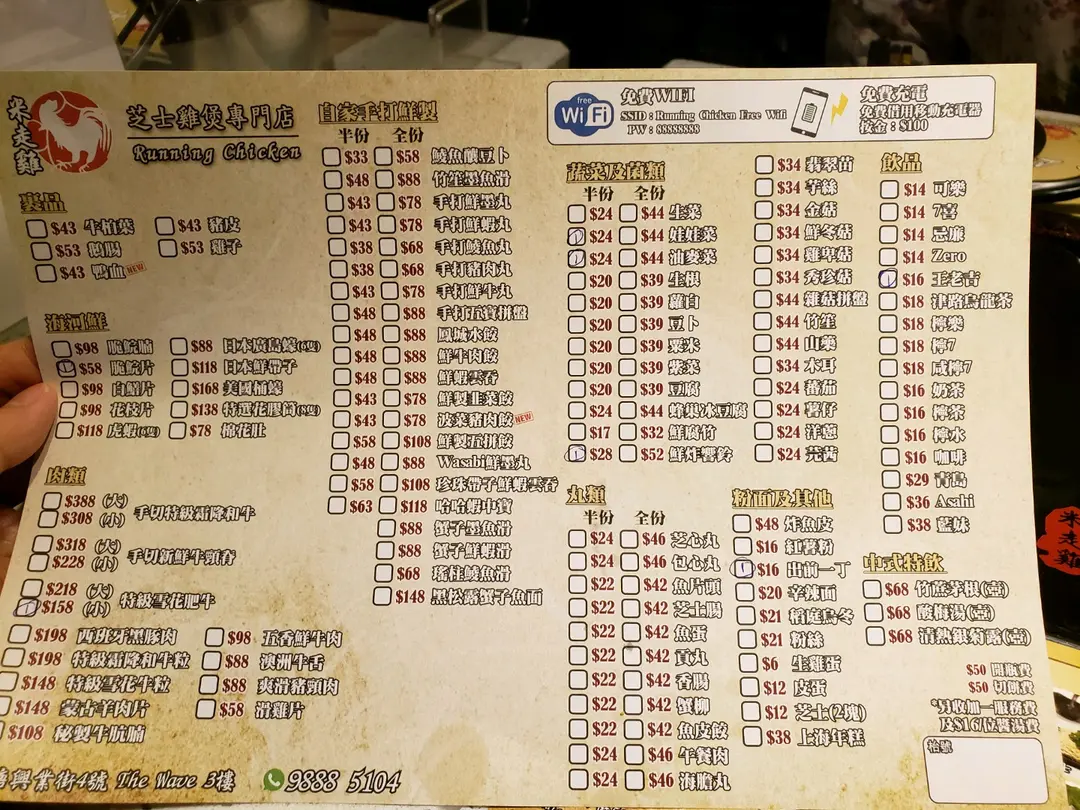 米走雞
芝士雞煲專門店
Running Chicken
裏品
$43 牛柏葉
$43 豬皮
$53 鵝腸
$53 雞子
$43 鴨血 NEW
海河鮮
$98 脆鯇腩
$88 日本廣島蠔(6隻)
$58 脆鯇片
$118 日本鮮帶子
$98 白鱔片
$168 美國桶蠔
$98 花枝片
$138 特選花膠筒(8隻)
$118 虎蝦(6隻)
$78 棉花肚
肉類
$388 (大)
$308 (小)
手切特級霜降和牛
$318 (大)
$228 (小)
手切新鮮牛頸脊
$218 (大)
$158 (小)
特級雪花肥牛
$198 西班牙黑豚肉
$98 五香鮮牛肉
$198 特級霜降和牛粒
$88 澳洲牛舌
$148 特級雪花牛粒
$88 爽滑豬頸肉
$148 蒙古羊肉片
$58 滑雞片
$108 秘製牛肮腩
興業街4號 The Wave 3樓
9888 5104
自家手打鮮製
半份 全份
$33 $58 鯪魚釀豆卜
$48 $88 竹笙墨魚滑
$43 $78 手打鮮墨丸
$43 $78 手打鮮蝦丸
$38 $68 手打鯪魚丸
$38 $68 手打豬肉丸
$43 $78 手打鮮牛丸
$48 $88 手打五寶拼盤
$48 $88 鳳城水餃
$48 $88 鮮牛肉餃
$48 $88 鮮蝦雲吞
$43 $78 鮮製韭菜餃
$43 $78 菠菜豬肉餃 NEW
$58 $108 鮮製五拼餃
$48 $88 Wasabi鮮墨丸
$58 $108 珍珠帶子鮮蝦雲吞
$63 $118 哈哈蝦中寶
$88 蟹子墨魚滑
$88 蟹子鮮蝦滑
$68 瑤柱鯪魚滑
$148 黑松露蟹子魚面
free
Wi Fi
免費WIFI
SSID : Running Chicken Free Wifi
PW : 88888888
免費充電
免費借用移動充電器
按金 : $100
蔬菜及菌類
半份 全份
$24 $44 生菜
$24 $44 娃娃菜
$24 $44 油麥菜
$20 $39 生根
$20 $39 蘿白
$20 $39 豆卜
$20 $39 粟米
$20 $39 紫菜
$20 $39 豆腐
$24 $44 蜂巢冰豆腐
$17 $32 鮮腐竹
$28 $52 鮮炸響鈴
$34 翡翠苗
$34 芋絲
$34 金菇
$34 鮮冬菇
$34 雞髀菇
$34 秀珍菇
$44 雜菇拼盤
$44 竹笙
$44 山藥
$34 木耳
$24 蕃茄
$24 薯仔
$24 洋蔥
$24 芫茜
丸類
半份 全份
$24 $46 芝心丸
$24 $46 包心丸
$22 $42 魚片頭
$22 $42 芝士腸
$22 $42 魚蛋
$22 $42 貢丸
$22 $42 香腸
$22 $42 蟹柳
$22 $42 魚皮餃
$24 $46 午餐肉
$24 $46 海膽丸
粉面及其他
$48 炸魚皮
$16 紅薯粉
$16 出前一丁
$20 辛辣面
$21 稻庭烏冬
$21 粉絲
$6 生雞蛋
$12 皮蛋
$12 芝士(2塊)
$38 上海年糕
飲品
$14 可樂
$14 7喜
$14 忌廉
$14 Zero
$16 王老吉
$18 津路烏龍茶
$18 檸樂
$18 檸7
$18 咸檸7
$16 奶茶
$16 檸茶
$16 檸水
$16 咖啡
$29 青島
$36 Asahi
$38 藍妹
中式特飲
$68 竹蔗茅根(壺)
$68 酸梅湯(壺)
$68 清熱銀菊露(壺)
$50 開瓶費
$50 切餅費
*另收加一服務費
及$16/位醬湯費
枱號
米走雞